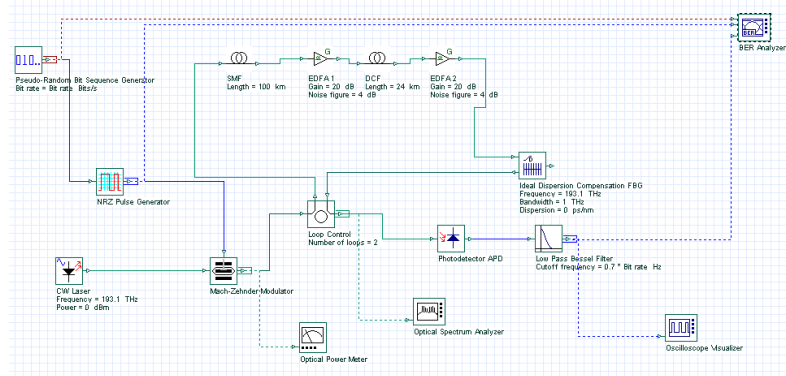 BER
BER Analyzer
Pseudo-Random Bit Sequence Generator
Bit rate = Bit rate Bits/s
G
SMF
Length = 100 km
EDFA 1
Gain = 20 dB
Noise figure = 4 dB
DCF
Length = 24 km
G
EDFA 2
Gain = 20 dB
Noise figure = 4 dB
Ideal Dispersion Compensation FBG
Frequency = 193.1 THz
Bandwidth = 1 THz
Dispersion = 0 ps/nm
NRZ Pulse Generator
Loop Control
Number of loops = 2
Photodetector APD
Low Pass Bessel Filter
Cutoff frequency = 0.7 * Bit rate Hz
CW Laser
Frequency = 193.1 THz
Power = 0 dBm
Mach-Zehnder Modulator
Optical Spectrum Analyzer
Optical Power Meter
Oscilloscope Visualizer